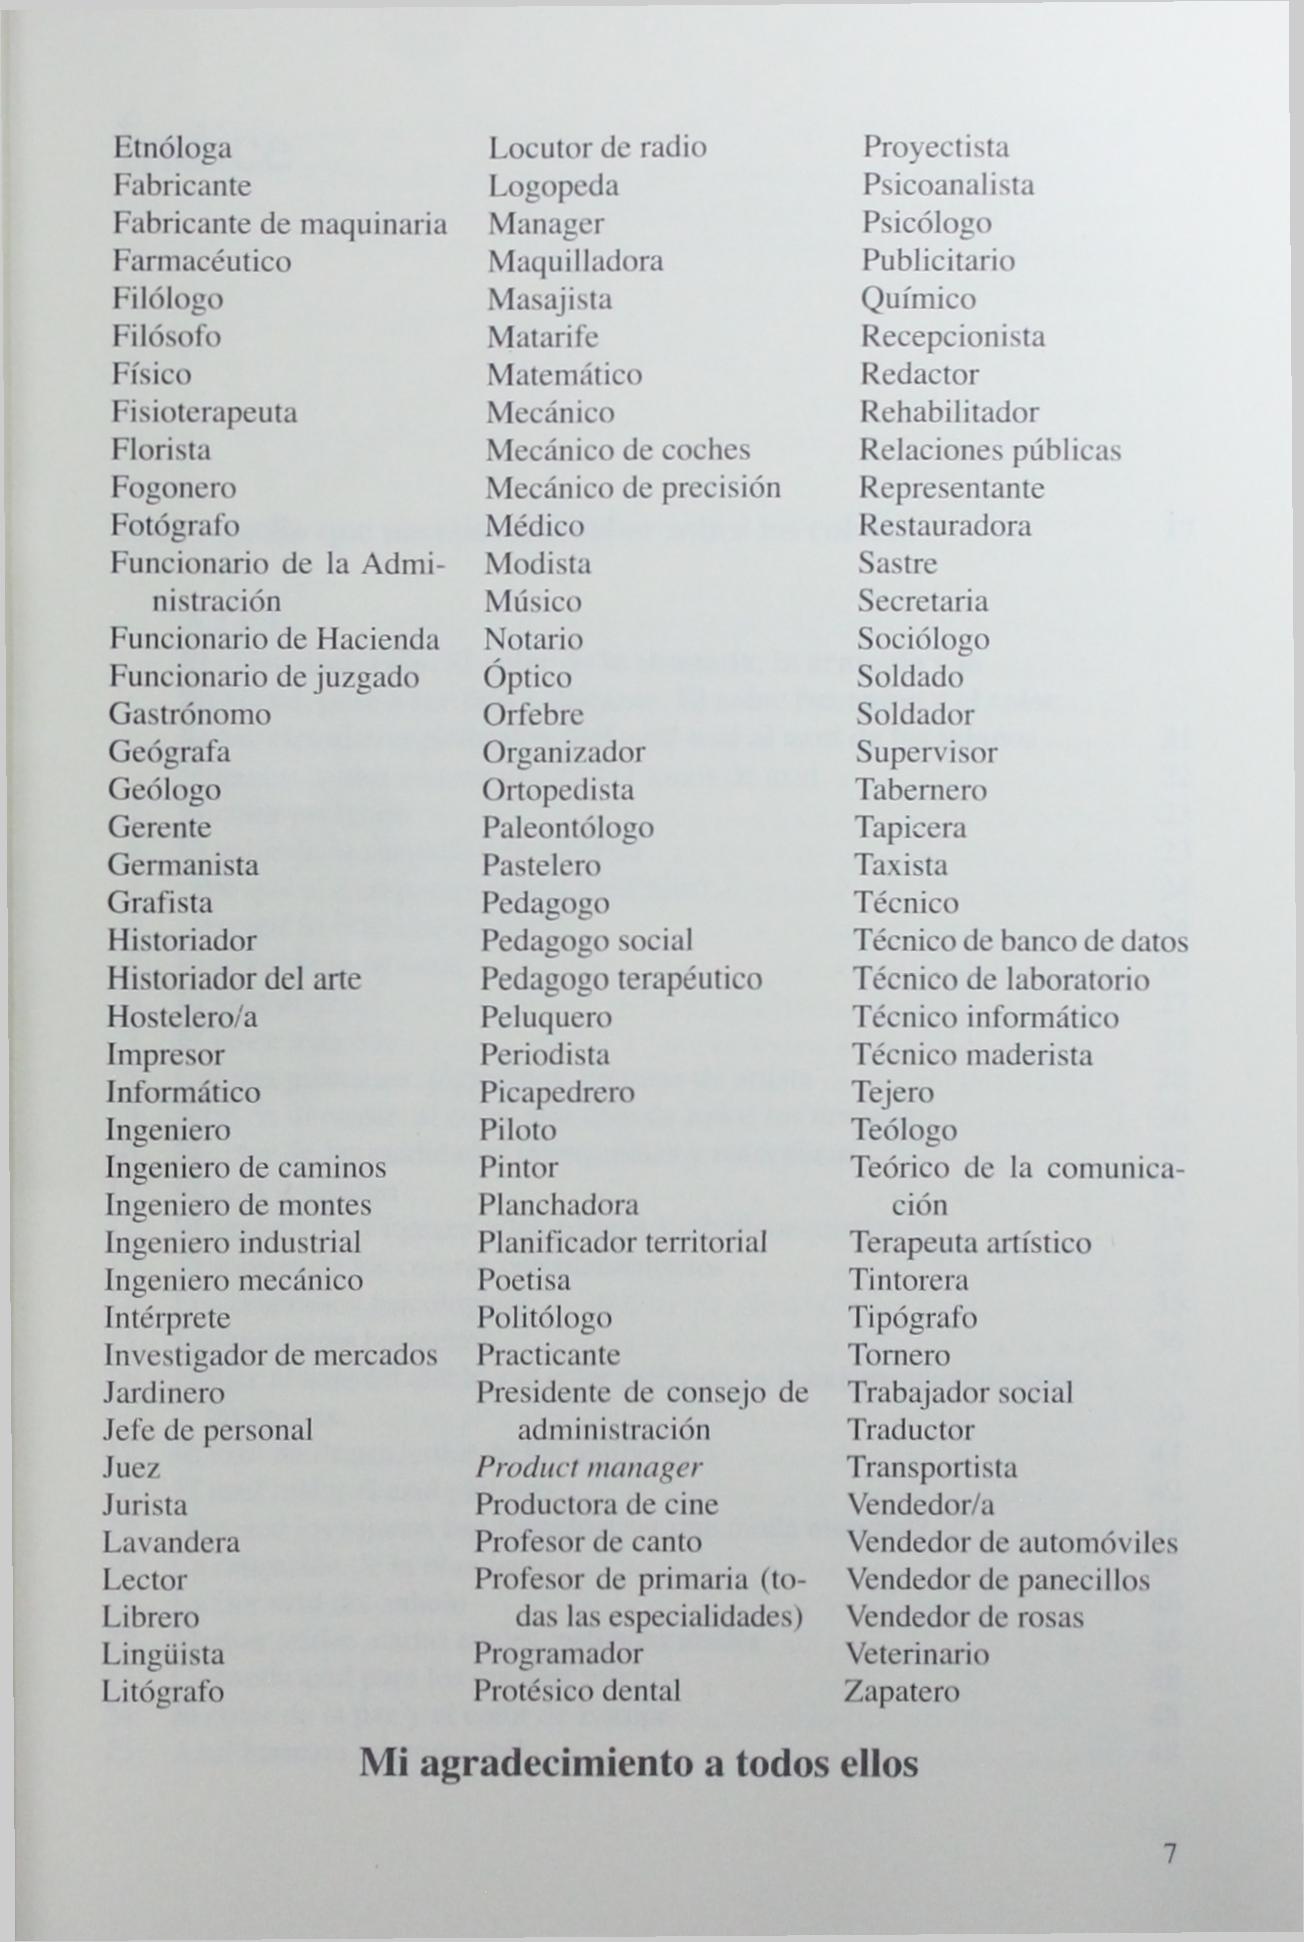 Etnóloga
Fabricante
Fabricante de maquinaria
Farmacéutico
Filólogo
Filósofo
Físico
Fisioterapeuta
Florista
Fogonero
Fotógrafo
Funcionario de la Admi-
nistración
Funcionario de Hacienda
Funcionario de juzgado
Gastrónomo
Geógrafa
Geólogo
Gerente
Germanista
Grafista
Historiador
Historiador del arte
Hostelero/a
Impresor
Informático
Ingeniero
Ingeniero de caminos
Ingeniero de montes
Ingeniero industrial
Ingeniero mecánico
Intérprete
Investigador de mercados
Jardinero
Jefe de personal
Juez
Jurista
Lavandera
Lector
Librero
Lingüista
Litógrafo
Locutor de radio
Logopeda
Manager
Maquilladora
Masajista
Matarife
Matemático
Mecánico
Mecánico de coches
Mecánico de precisión
Médico
Modista
Músico
Notario
Óptico
Orfebre
Organizador
Ortopedista
Paleontólogo
Pastelero
Pedagogo
Pedagogo social
Pedagogo terapéutico
Peluquero
Periodista
Picapedrero
Piloto
Pintor
Planchadora
Planificador territorial
Poetisa
Politólogo
Practicante
Presidente de consejo de
administración
Product manager
Productora de cine
Profesor de canto
Profesor de primaria (to-
das las especialidades)
Programador
Protésico dental
Proyectista
Psicoanalista
Psicólogo
Publicitario
Químico
Recepcionista
Redactor
Rehabilitador
Relaciones públicas
Representante
Restauradora
Sastre
Secretaria
Sociólogo
Soldado
Soldador
Supervisor
Tabernero
Tapicera
Taxista
Técnico
Técnico de banco de datos
Técnico de laboratorio
Técnico informático
Técnico maderista
Tejero
Teólogo
Teórico de la comunica-
ción
Terapeuta artístico
Tintorera
Tipógrafo
Tornero
Trabajador social
Traductor
Transportista
Vendedor/a
Vendedor de automóviles
Vendedor de panecillos
Vendedor de rosas
Veterinario
Zapatero
Mi agradecimiento a todos ellos
7